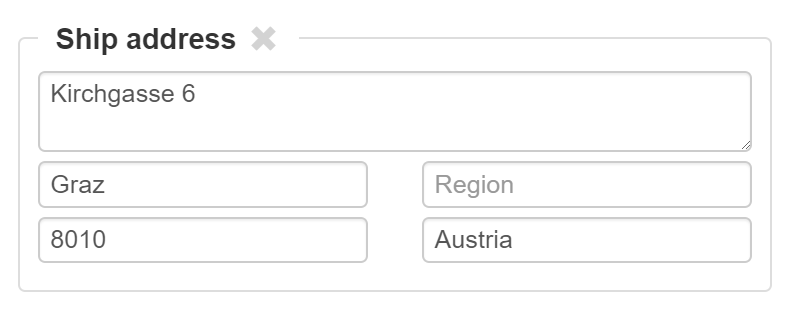 Ship address
Kirchgasse 6
Graz
Region
8010
Austria